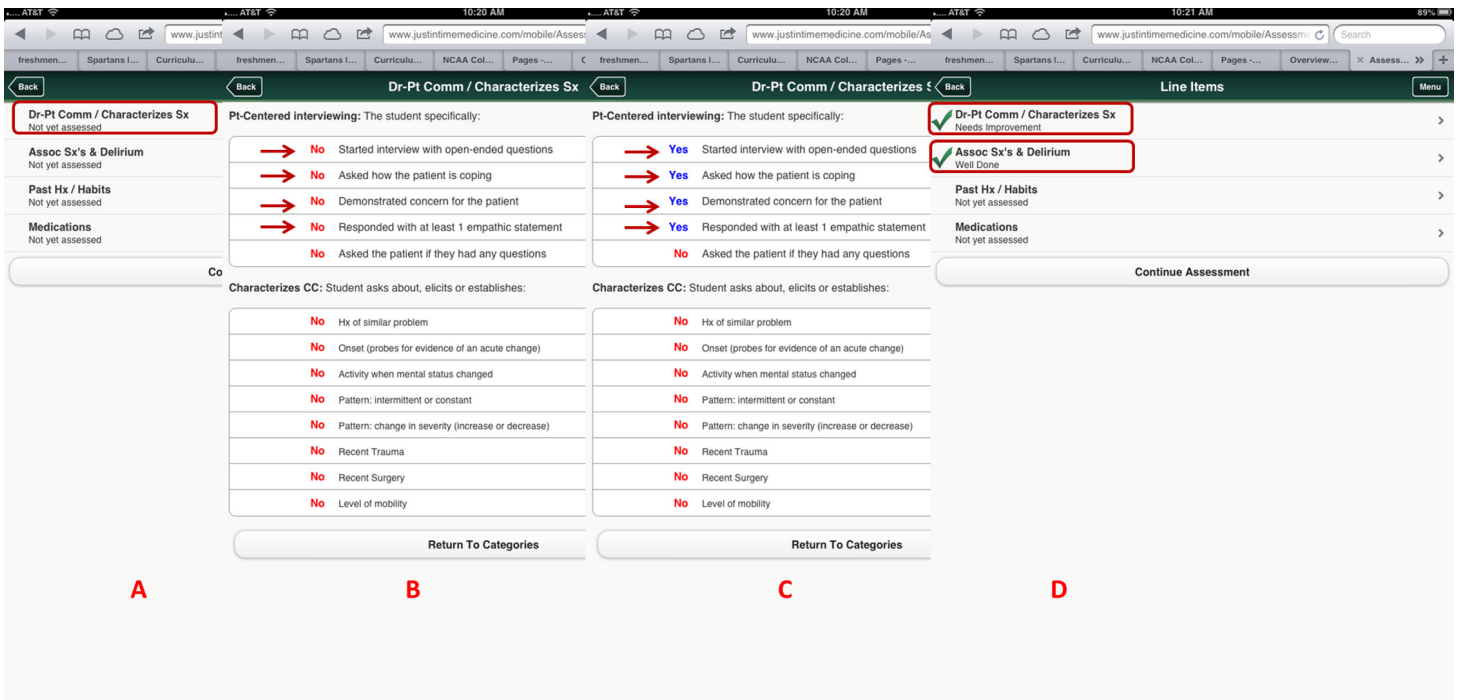 AT&T
www.justint
freshmen... Spartans I... Curriculu...
Back
Dr-Pt Comm / Characterizes Sx
Not yet assessed
Assoc Sx's & Delirium
Not yet assessed
Past Hx / Habits
Not yet assessed
Medications
Not yet assessed
Co
A
AT&T 10:20 AM
www.justintimemedicine.com/mobile/Asses
freshmen... Spartans I... Curriculu... NCAA Col... Pages -...
Back Dr-Pt Comm / Characterizes Sx
Pt-Centered interviewing: The student specifically:
No Started interview with open-ended questions
No Asked how the patient is coping
No Demonstrated concern for the patient
No Responded with at least 1 empathic statement
No Asked the patient if they had any questions
Characterizes CC: Student asks about, elicits or establishes:
No Hx of similar problem
No Onset (probes for evidence of an acute change)
No Activity when mental status changed
No Pattern: intermittent or constant
No Pattern: change in severity (increase or decrease)
No Recent Trauma
No Recent Surgery
No Level of mobility
Return To Categories
B
AT&T 10:20 AM
www.justintimemedicine.com/mobile/As
freshmen... Spartans I... Curriculu... NCAA Col... Pages -...
Back Dr-Pt Comm / Characterizes
Pt-Centered interviewing: The student specifically:
Yes Started interview with open-ended questions
Yes Asked how the patient is coping
Yes Demonstrated concern for the patient
Yes Responded with at least 1 empathic statement
No Asked the patient if they had any questions
Characterizes CC: Student asks about, elicits or establishes:
No Hx of similar problem
No Onset (probes for evidence of an acute change)
No Activity when mental status changed
No Pattern: intermittent or constant
No Pattern: change in severity (increase or decrease)
No Recent Trauma
No Recent Surgery
No Level of mobility
Return To Categories
C
AT&T 10:21 AM 89%
www.justintimemedicine.com/mobile/Assessm Search
freshmen... Spartans I... Curriculu... NCAA Col... Pages -... Overview... Assess...
Back Line Items Menu
Dr-Pt Comm / Characterizes Sx
Needs Improvement
Assoc Sx's & Delirium
Well Done
Past Hx / Habits
Not yet assessed
Medications
Not yet assessed
Continue Assessment
D